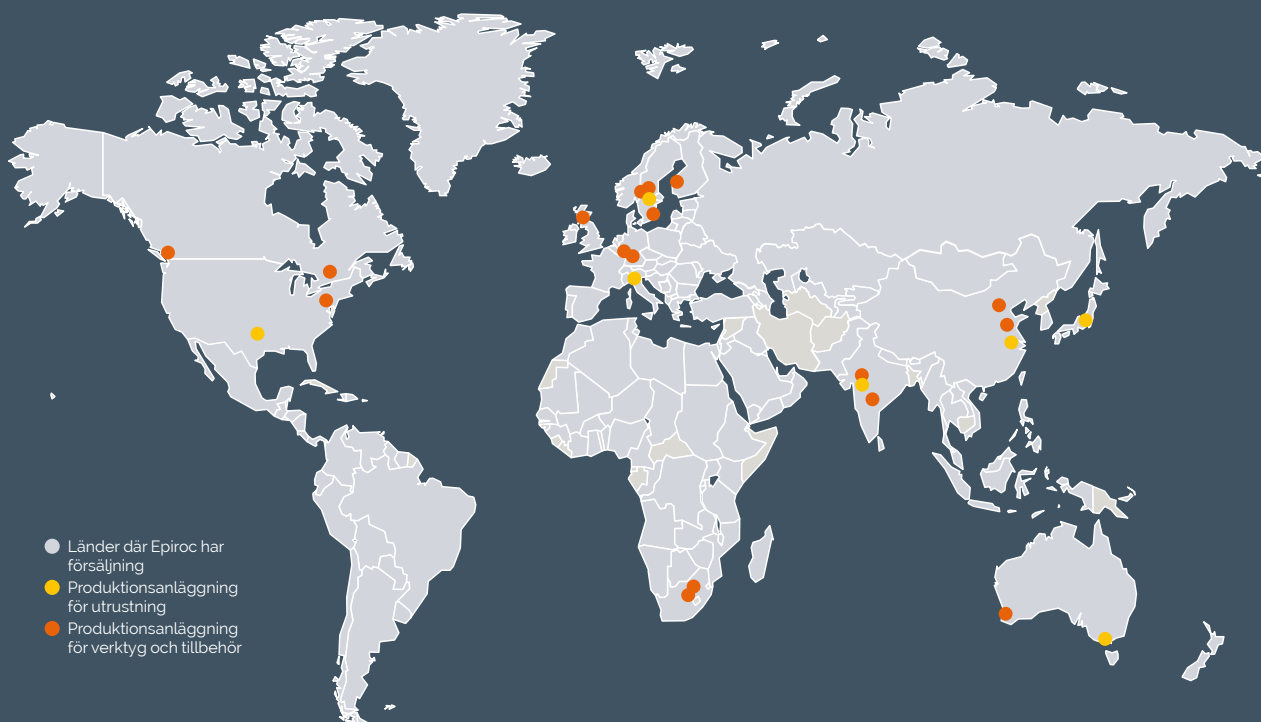 Länder där Epiroc har
försäljning
Produktionsanläggning
för utrustning
Produktionsanläggning
för verktyg och tillbehör